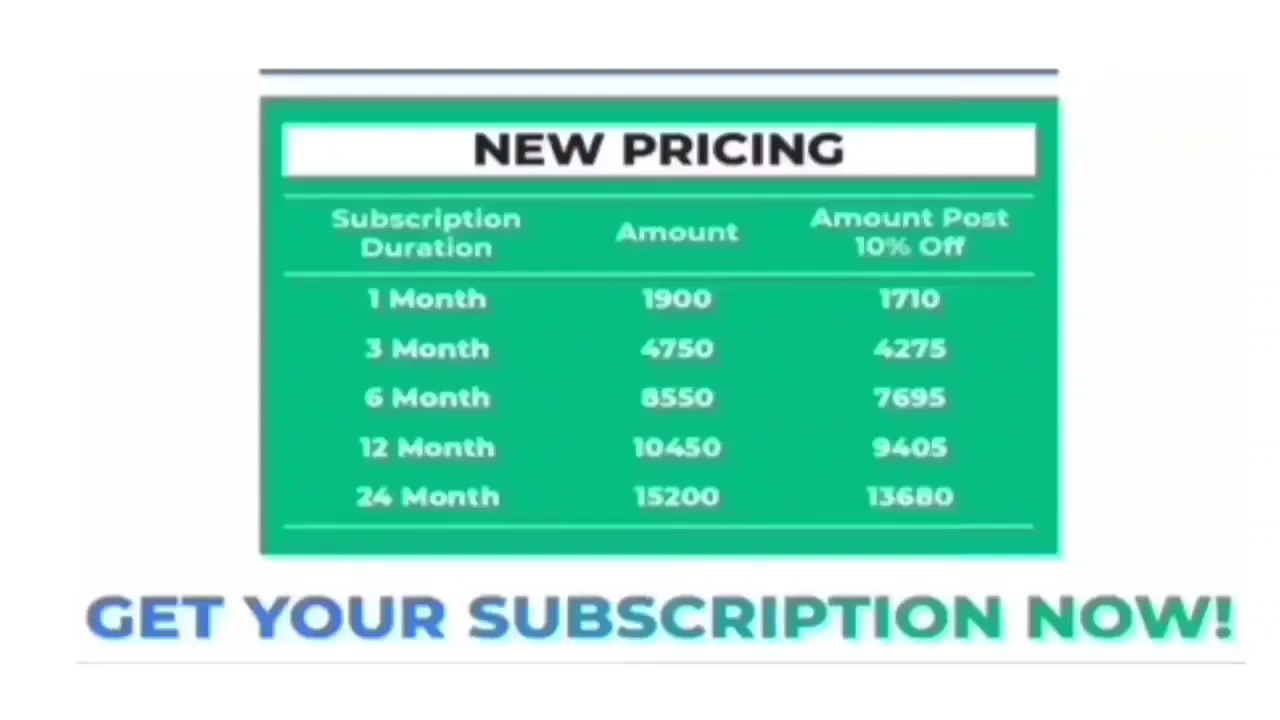 NEW PRICING
Subscription Duration Amount Amount Post 10% Off
1 Month 1900 1710
3 Month 4750 4275
6 Month 8550 7695
12 Month 10450 9405
24 Month 15200 13680
GET YOUR SUBSCRIPTION NOW!